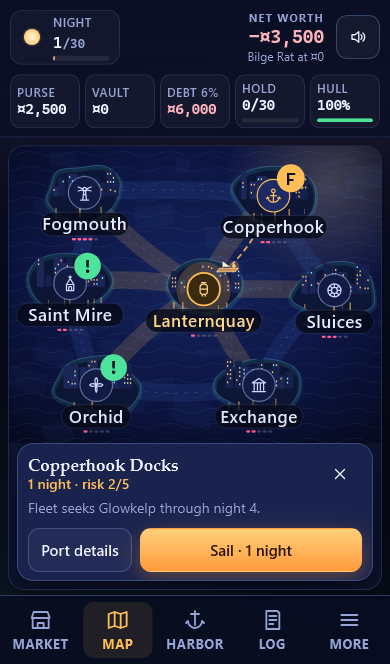 NIGHT
1/30
NET WORTH
−¤3,500
Bilge Rat at ¤0
PURSE
¤2,500
VAULT
¤0
DEBT 6%
¤6,000
HOLD
0/30
HULL
100%
Fogmouth
F
Copperhook
!
Saint Mire
Lanternquay
Sluices
!
Orchid
Exchange
Copperhook Docks
1 night · risk 2/5
Fleet seeks Glowkelp through night 4.
Port details
Sail · 1 night
MARKET
MAP
HARBOR
LOG
MORE